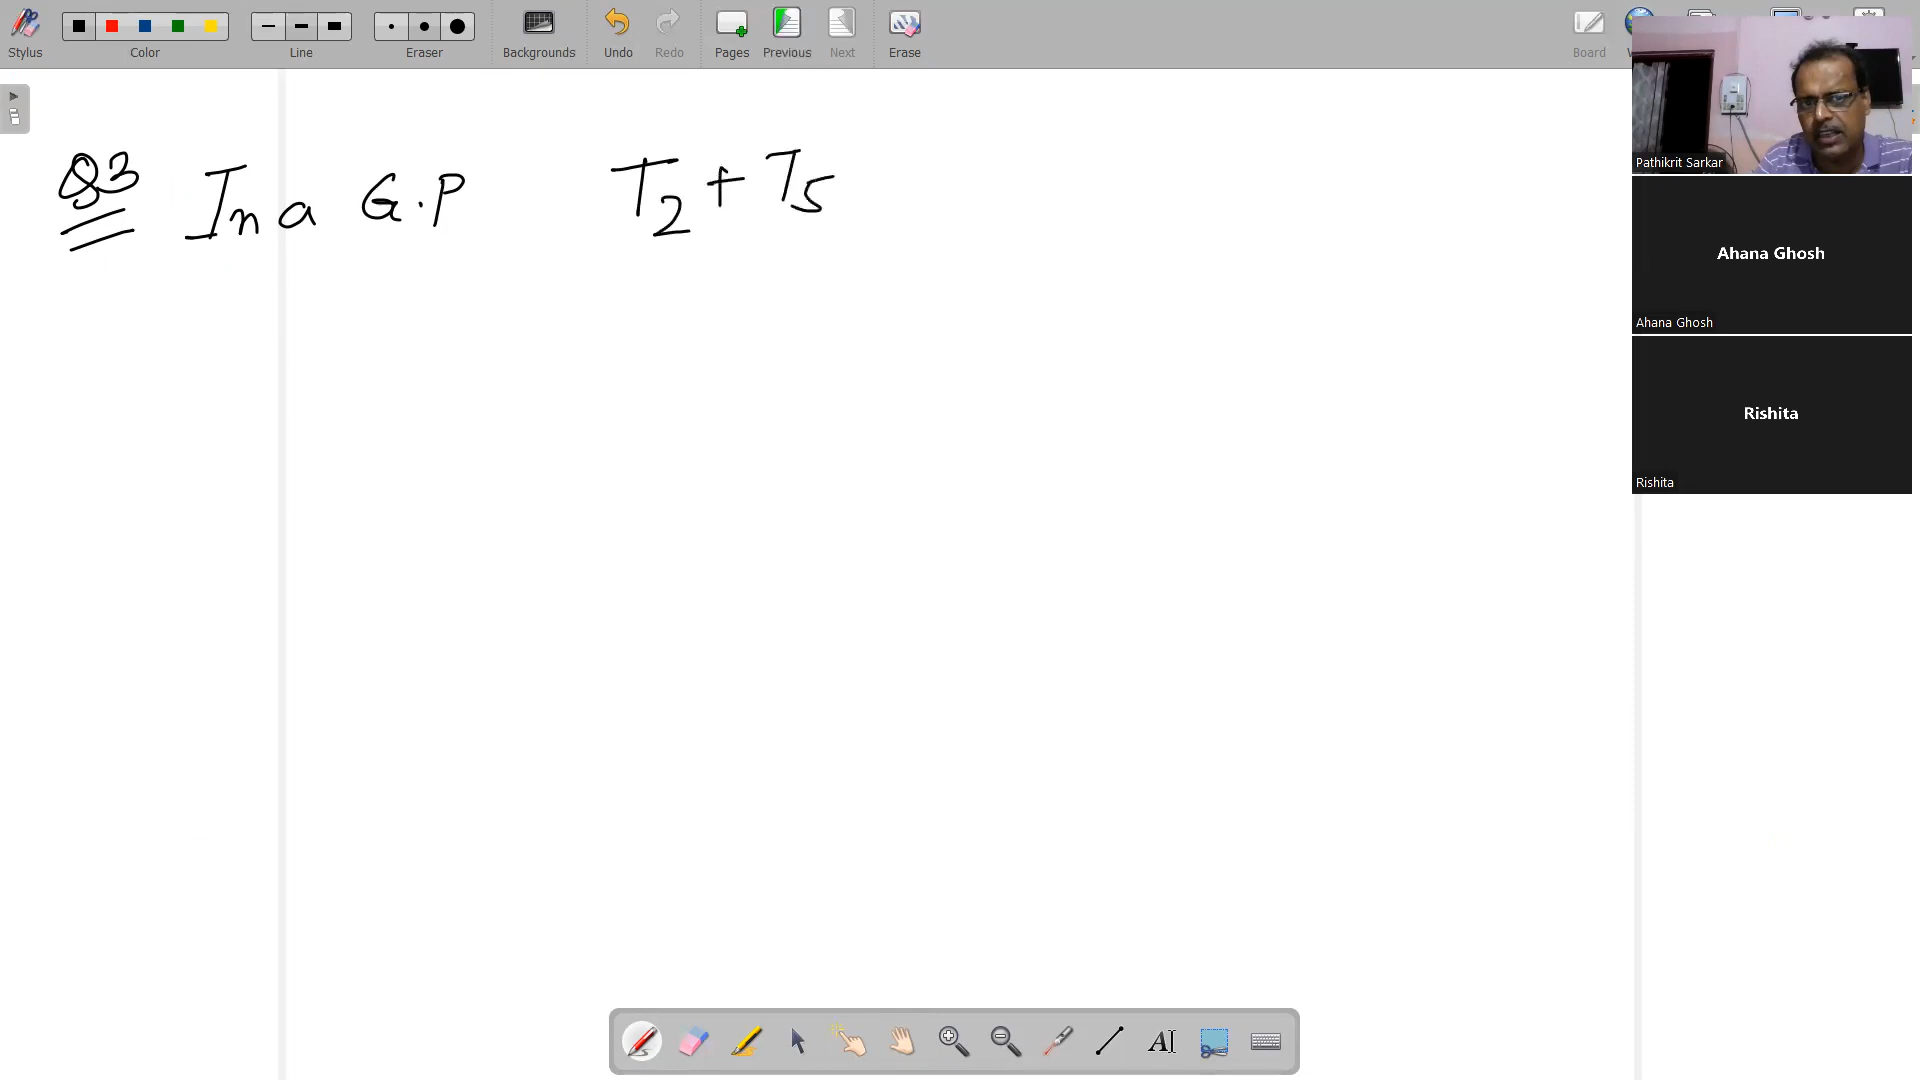 Stylus Color Line Eraser Backgrounds Undo Redo Pages Previous Next Erase Board
Q3 In a G.P T2 + T5
Pathikrit Sarkar
Ahana Ghosh
Ahana Ghosh
Rishita
Rishita